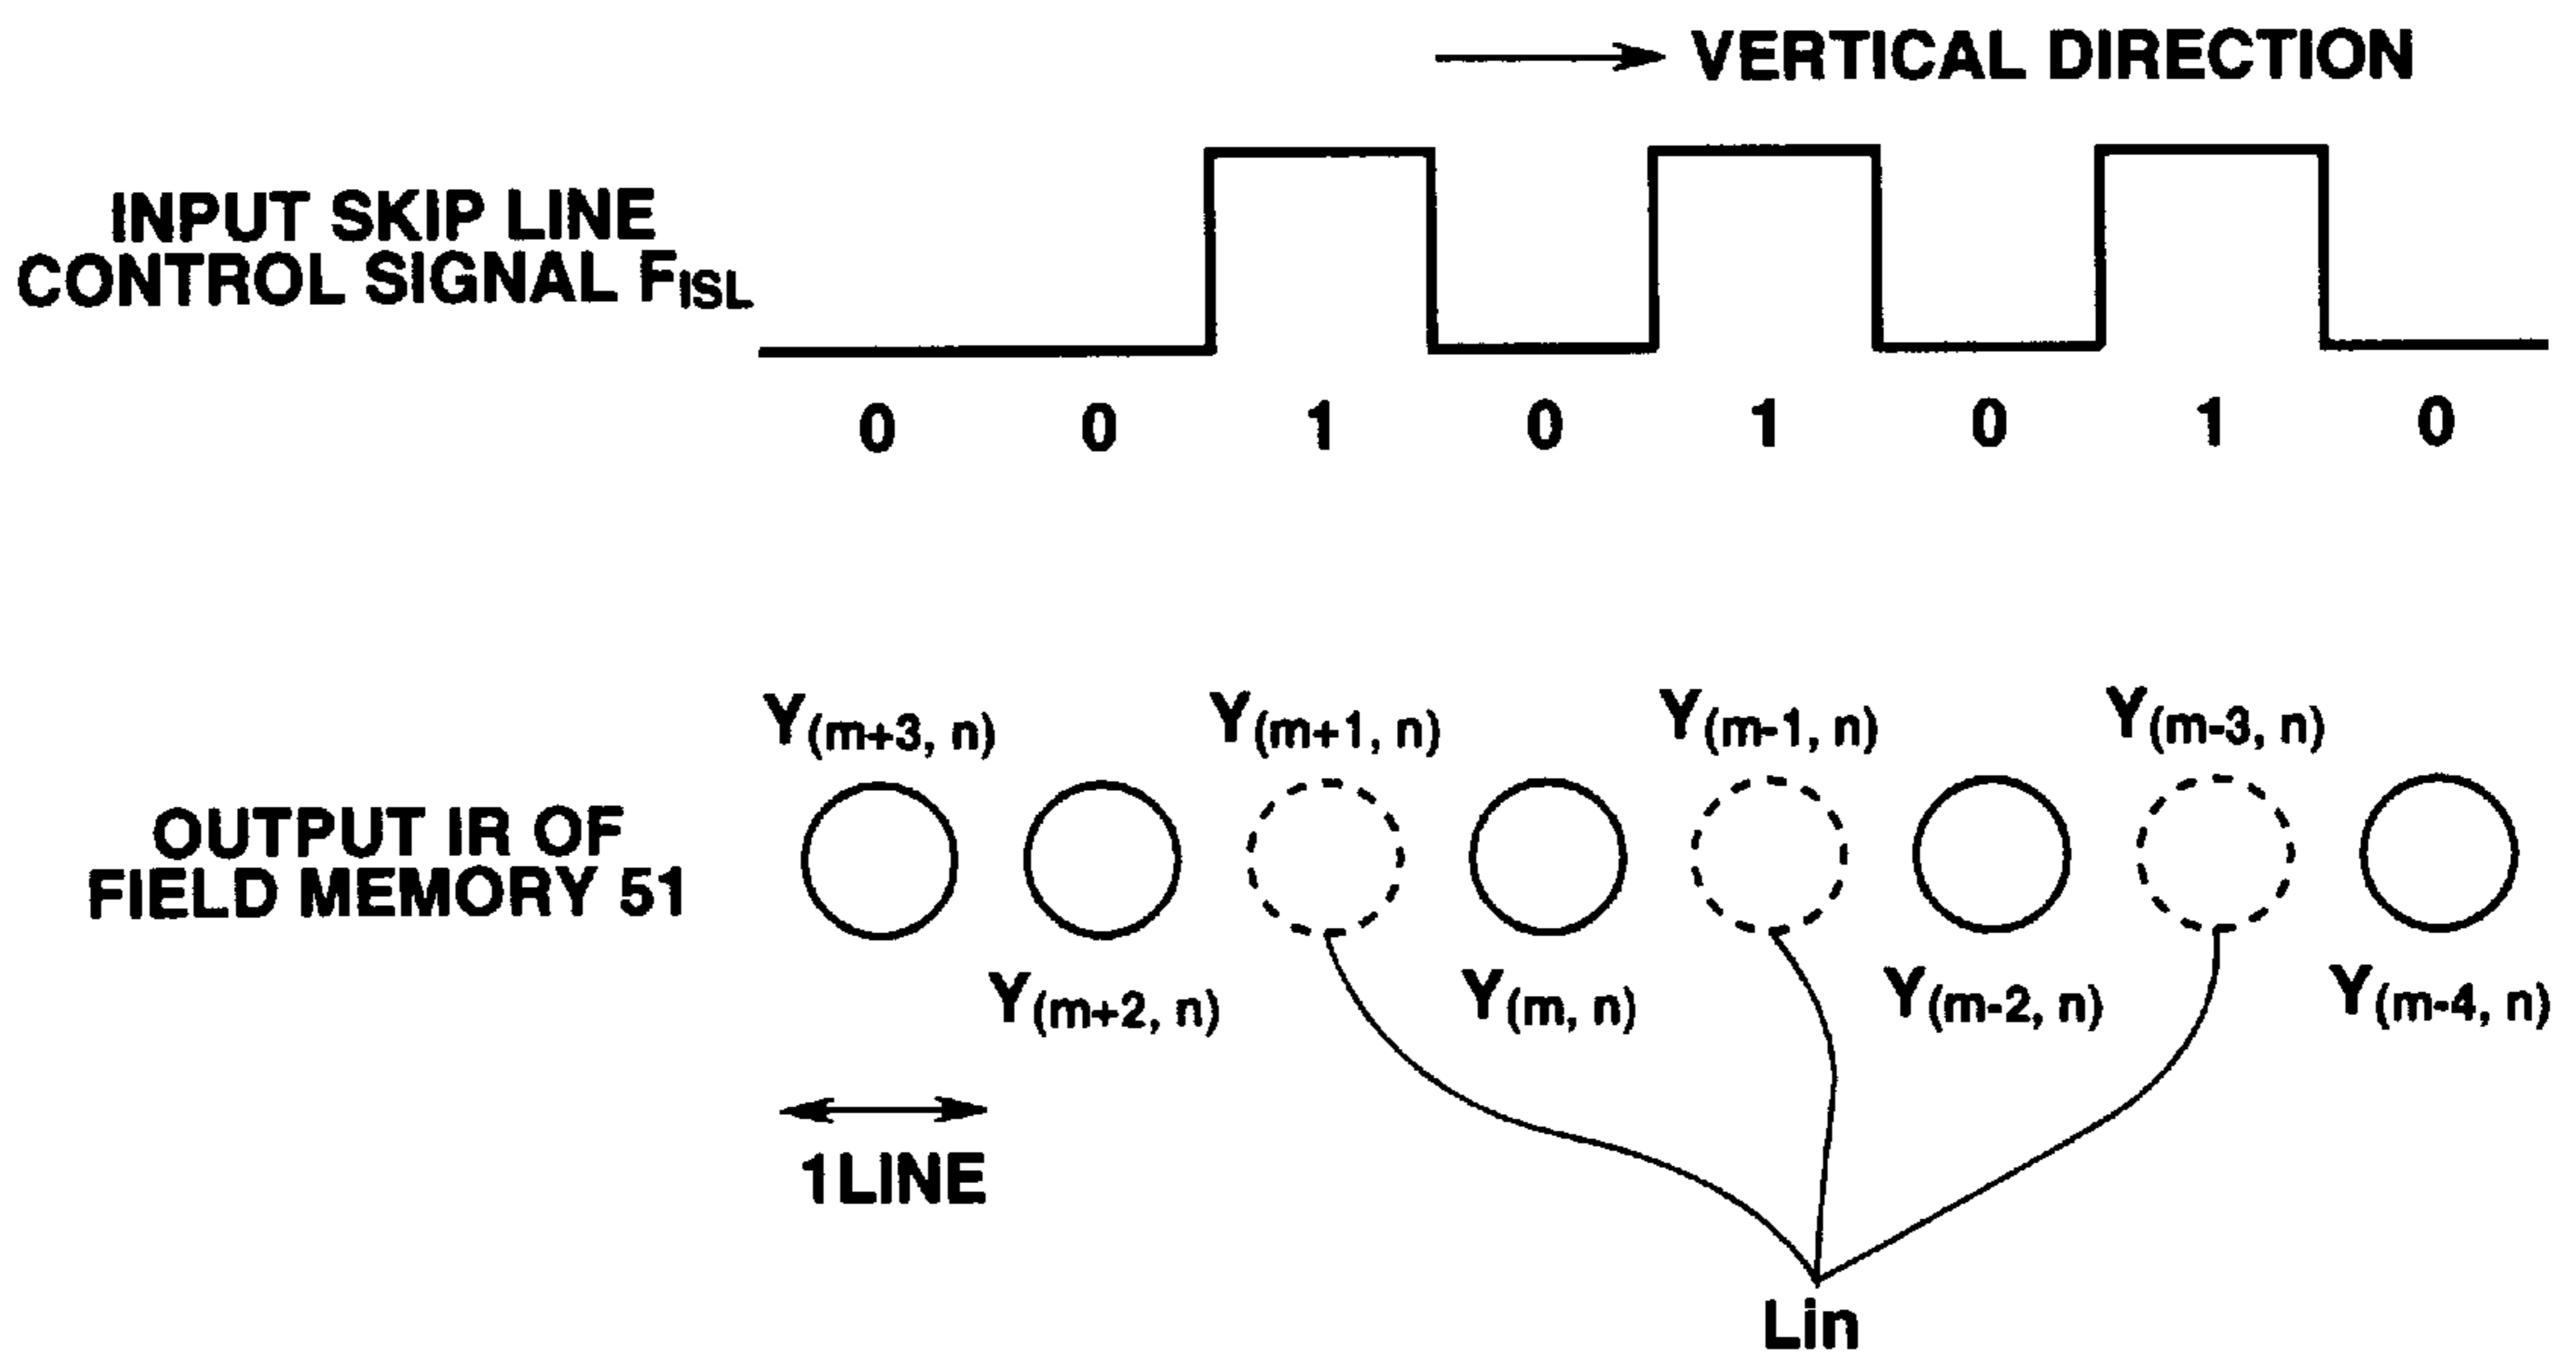 VERTICAL DIRECTION
INPUT SKIP LINE
CONTROL SIGNAL FISL
0 0 1 0 1 0 1 0
Y(m+3, n) Y(m+1, n) Y(m-1, n) Y(m-3, n)
OUTPUT IR OF
FIELD MEMORY 51
Y(m+2, n) Y(m, n) Y(m-2, n) Y(m-4, n)
1LINE
Lin